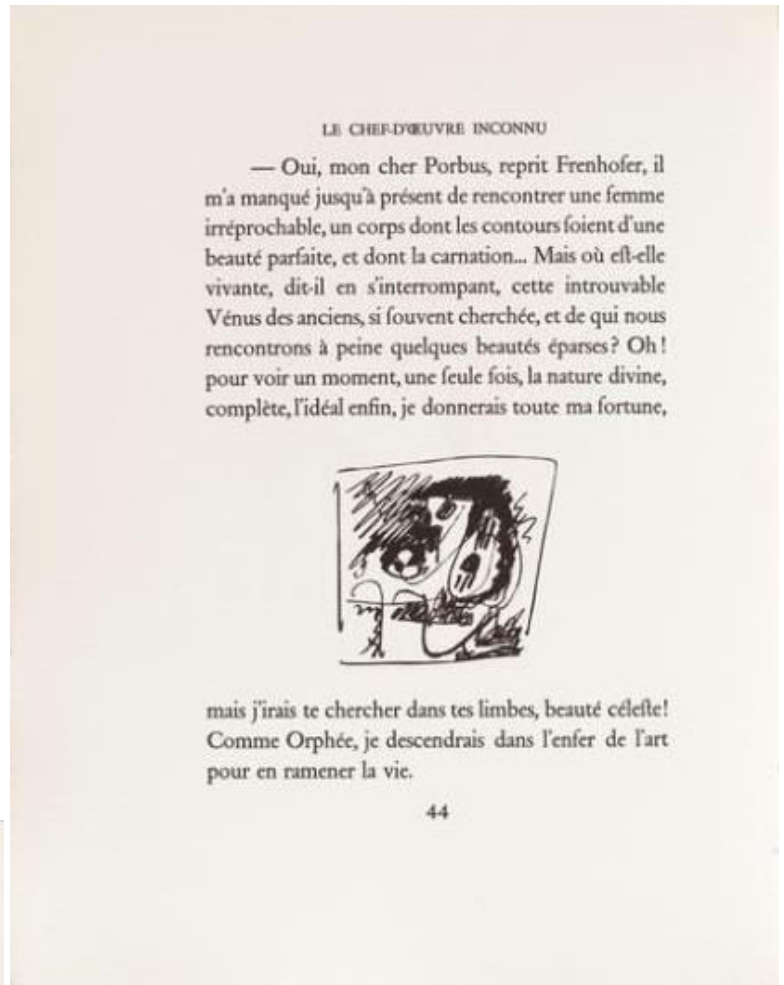 LE CHEF-D'ŒUVRE INCONNU
— Oui, mon cher Porbus, reprit Frenhofer, il
m'a manqué jusqu'à présent de rencontrer une femme
irréprochable, un corps dont les contours ſoient d'une
beauté parfaite, et dont la carnation... Mais où eſt-elle
vivante, dit-il en s'interrompant, cette introuvable
Vénus des anciens, si ſouvent cherchée, et de qui nous
rencontrons à peine quelques beautés éparses? Oh!
pour voir un moment, une ſeule fois, la nature divine,
complète, l'idéal enfin, je donnerais toute ma fortune,
mais j'irais te chercher dans tes limbes, beauté céleſte!
Comme Orphée, je descendrais dans l'enfer de l'art
pour en ramener la vie.
44